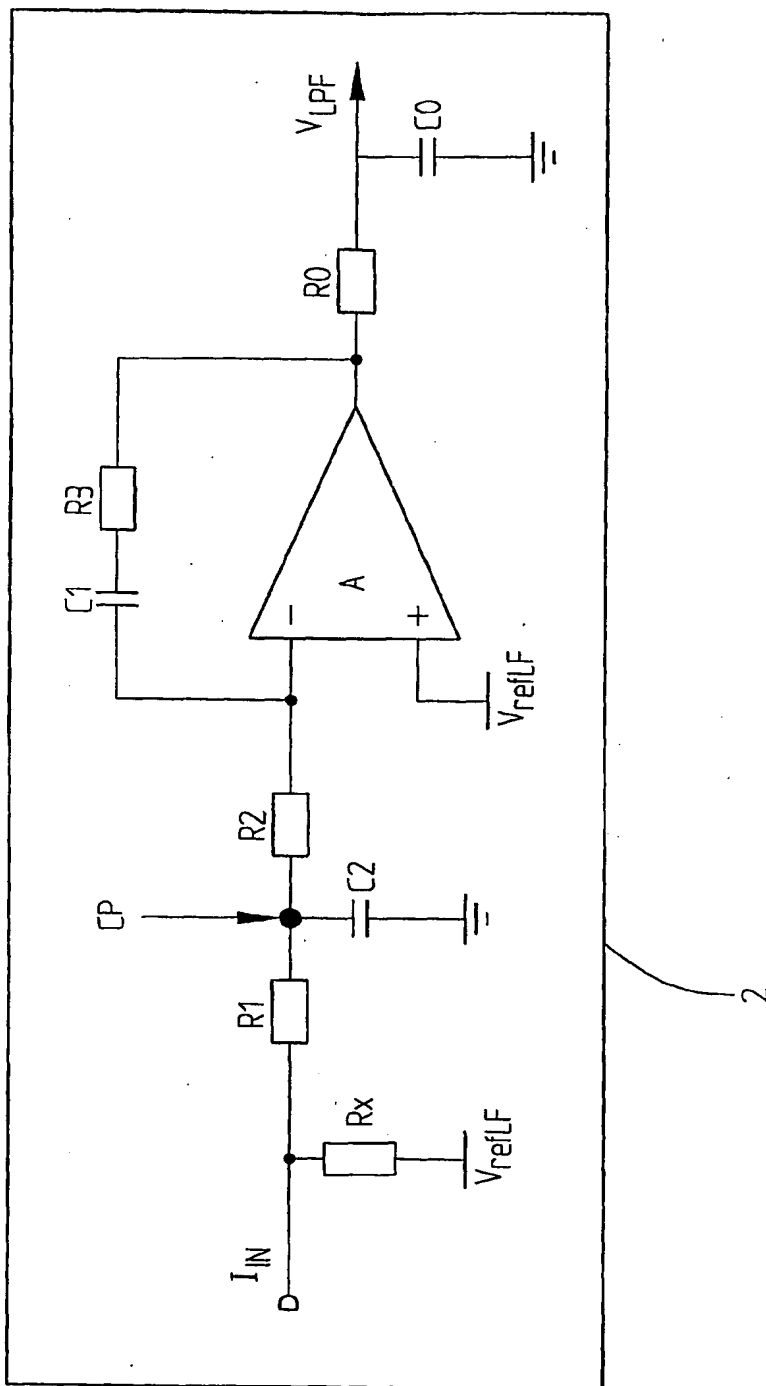 I_IN
Rx
V_refLF
R1
CP
C2
R2
C1
R3
-
A
+
V_refLF
R0
V_LPF
C0
2